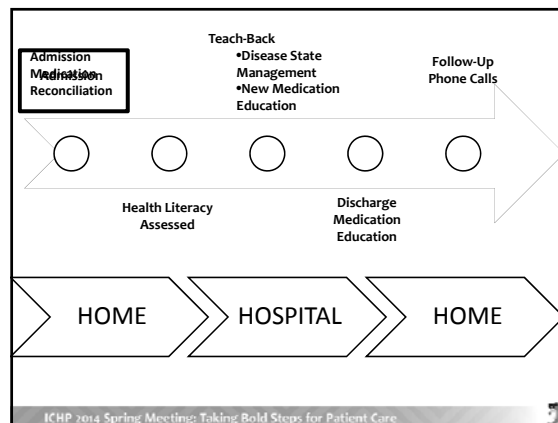 Admission
Medication
Admission
Reconciliation
Teach-Back
•Disease State
Management
•New Medication
Education
Follow-Up
Phone Calls
Health Literacy
Assessed
Discharge
Medication
Education
HOME
HOSPITAL
HOME
ICHP 2014 Spring Meeting: Taking Bold Steps for Patient Care